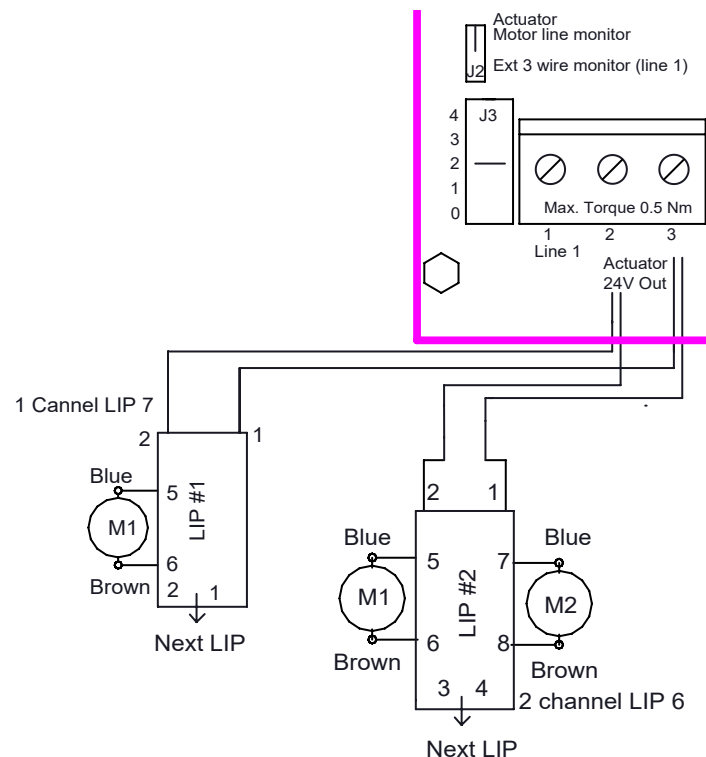 Actuator
Motor line monitor
J2
Ext 3 wire monitor (line 1)
4
J3
3
2
1
0
Max. Torque 0.5 Nm
1
2
3
Line 1
Actuator
24V Out
1 Cannel LIP 7
2
1
Blue
5
LIP #1
M1
6
Brown
2
1
Next LIP
2
1
Blue
5
7
Blue
M1
LIP #2
M2
6
8
Brown
Brown
3
4
2 channel LIP 6
Next LIP